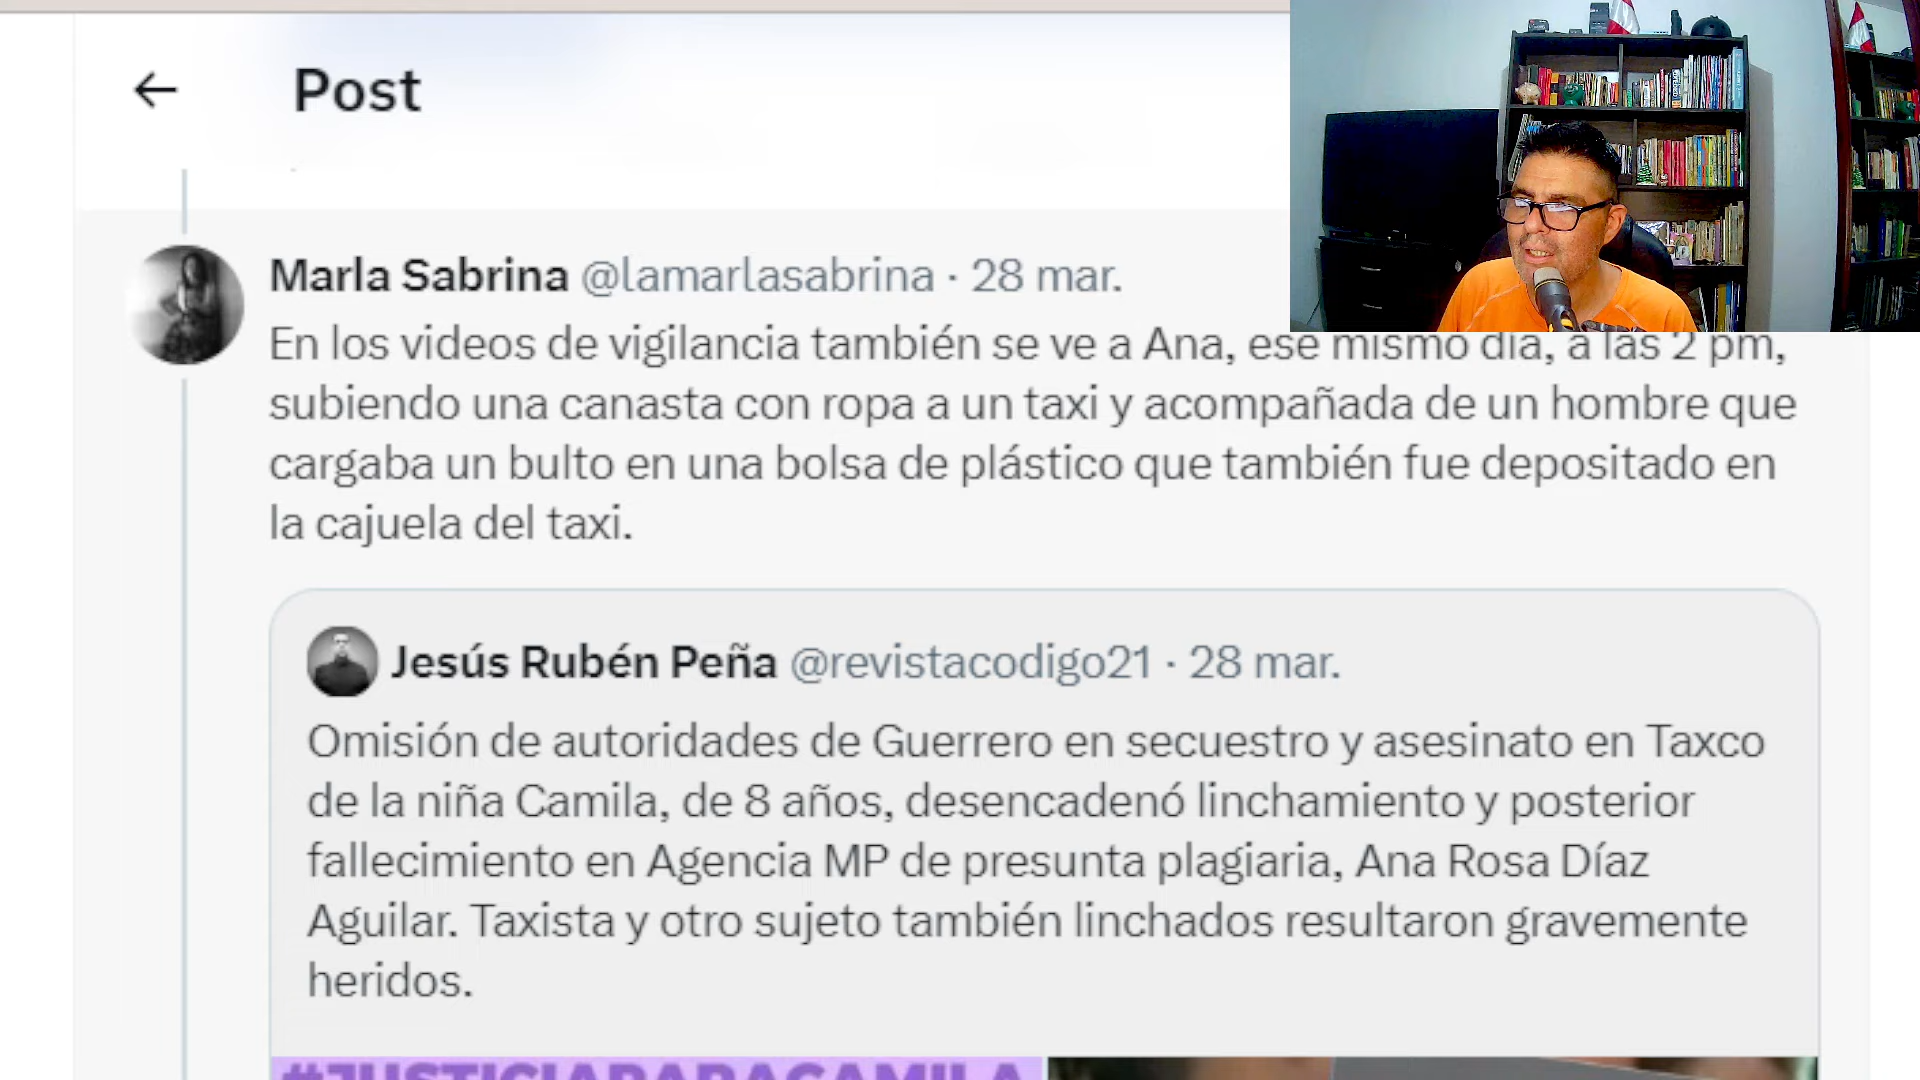 Post
Marla Sabrina @lamarlasabrina · 28 mar.
En los videos de vigilancia también se ve a Ana, ese mismo día, a las 2 pm,
subiendo una canasta con ropa a un taxi y acompañada de un hombre que
cargaba un bulto en una bolsa de plástico que también fue depositado en
la cajuela del taxi.
Jesús Rubén Peña @revistacodigo21 · 28 mar.
Omisión de autoridades de Guerrero en secuestro y asesinato en Taxco
de la niña Camila, de 8 años, desencadenó linchamiento y posterior
fallecimiento en Agencia MP de presunta plagiaria, Ana Rosa Díaz
Aguilar. Taxista y otro sujeto también linchados resultaron gravemente
heridos.
#JUSTICIAPARACAMILA